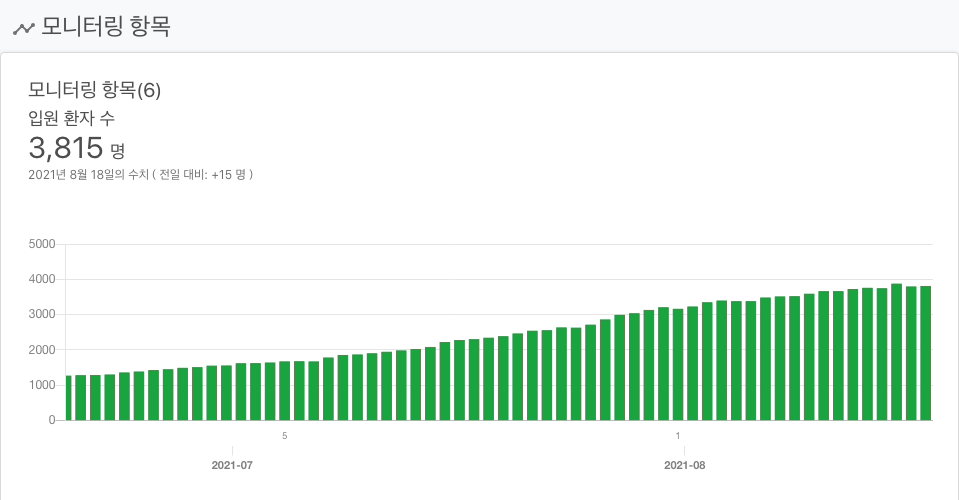 모니터링 항목
모니터링 항목(6)
입원 환자 수
3,815 명
2021년 8월 18일의 수치 ( 전일 대비: +15 명 )
5000
4000
3000
2000
1000
0
5
1
2021-07
2021-08